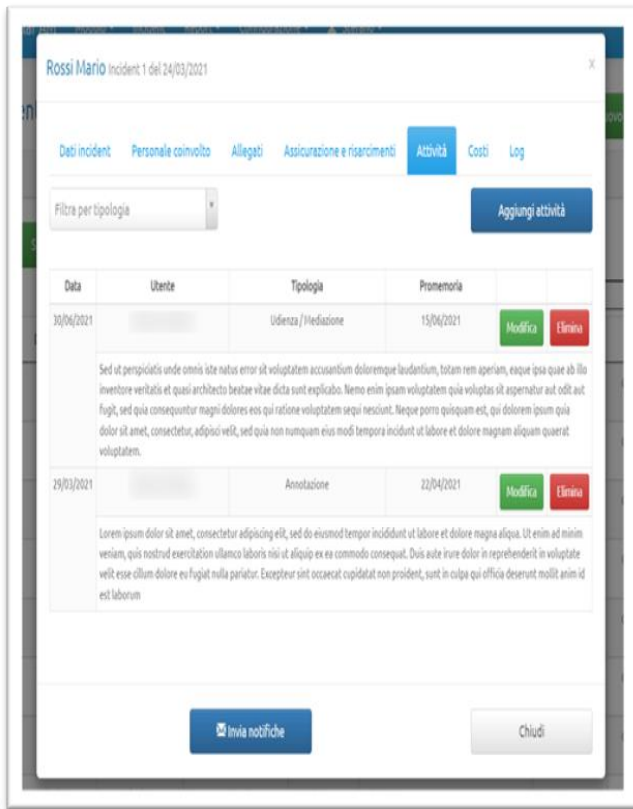 Rossi Mario Incident 1 del 24/03/2021 X
Dati incident Personale coinvolto Allegati Assicurazione e risarcimenti Attività Costi Log
Filtra per tipologia
Aggiungi attività
Data Utente Tipologia Promemoria
30/06/2021 Udienza / Mediazione 15/06/2021 Modifica Elimina
Sed ut perspiciatis unde omnis iste natus error sit voluptatem accusantium doloremque laudantium, totam rem aperiam, eaque ipsa quae ab illo
inventore veritatis et quasi architecto beatae vitae dicta sunt explicabo. Nemo enim ipsam voluptatem quia voluptas sit aspernatur aut odit aut
fugit, sed quia consequuntur magni dolores eos qui ratione voluptatem sequi nesciunt. Neque porro quisquam est, qui dolorem ipsum quia
dolor sit amet, consectetur, adipisci velit, sed quia non numquam eius modi tempora incidunt ut labore et dolore magnam aliquam quaerat
voluptatem.
29/03/2021 Annotazione 22/04/2021 Modifica Elimina
Lorem ipsum dolor sit amet, consectetur adipiscing elit, sed do eiusmod tempor incididunt ut labore et dolore magna aliqua. Ut enim ad minim
veniam, quis nostrud exercitation ullamco laboris nisi ut aliquip ex ea commodo consequat. Duis aute irure dolor in reprehenderit in voluptate
velit esse cillum dolore eu fugiat nulla pariatur. Excepteur sint occaecat cupidatat non proident, sunt in culpa qui officia deserunt mollit anim id
est laborum
Invia notifiche
Chiudi